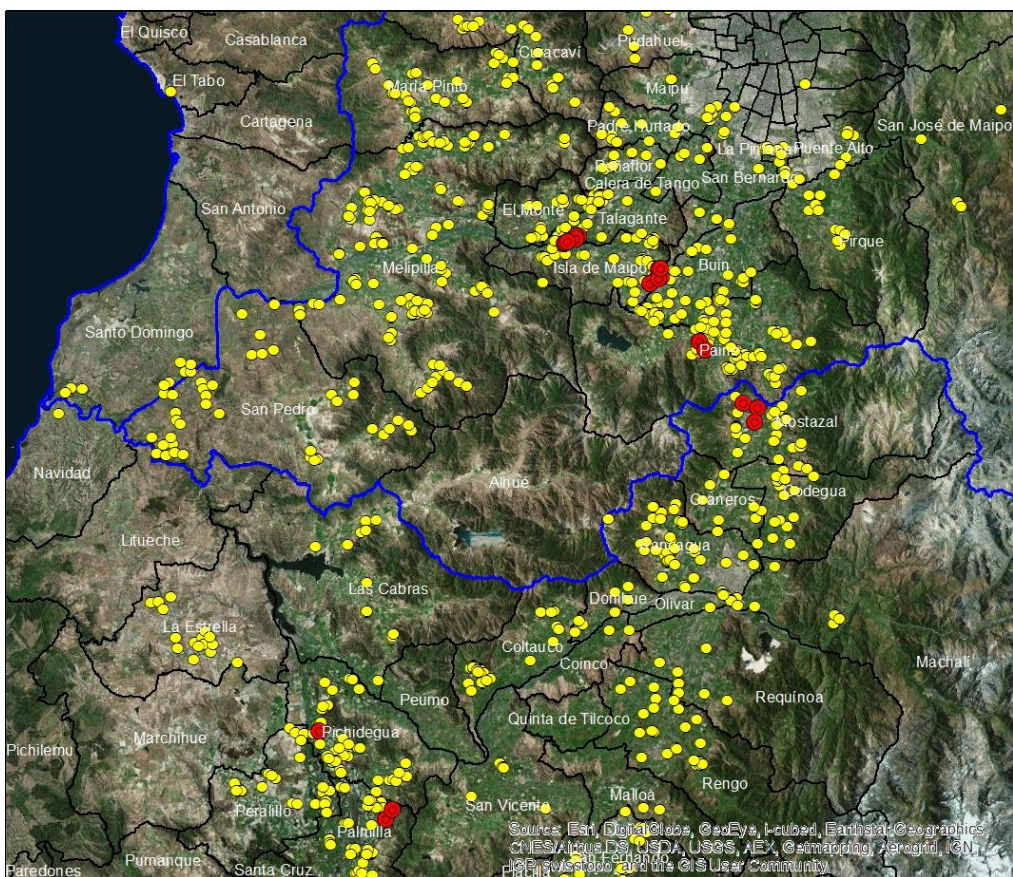 El Quisco
Casablanca
Curacaví
Pudahuel
El Tabo
María Pinto
Maipú
Cartagena
Padre Hurtado
San José de Maipo
Peñaflor
La Pintana
Puente Alto
Calera de Tango
San Bernardo
San Antonio
El Monte
Talagante
Pirque
Melipilla
Isla de Maipo
Buin
Santo Domingo
Paine
San Pedro
Mostazal
Navidad
Alhué
Graneros
Codegua
Litueche
Rancagua
Las Cabras
Doñihue
Olivar
La Estrella
Coltauco
Coinco
Machalí
Peumo
Requínoa
Quinta de Tilcoco
Pichidegua
Marchihue
Pichilemu
Rengo
Peralillo
San Vicente
Malloa
Palmilla
Source: Esri, DigitalGlobe, GeoEye, i-cubed, Earthstar Geographics,
CNES/Airbus DS, USDA, USGS, AEX, Getmapping, Aerogrid, IGN,
IGP, swisstopo, and the GIS User Community
San Fernando
Pumanque
Paredones
Santa Cruz